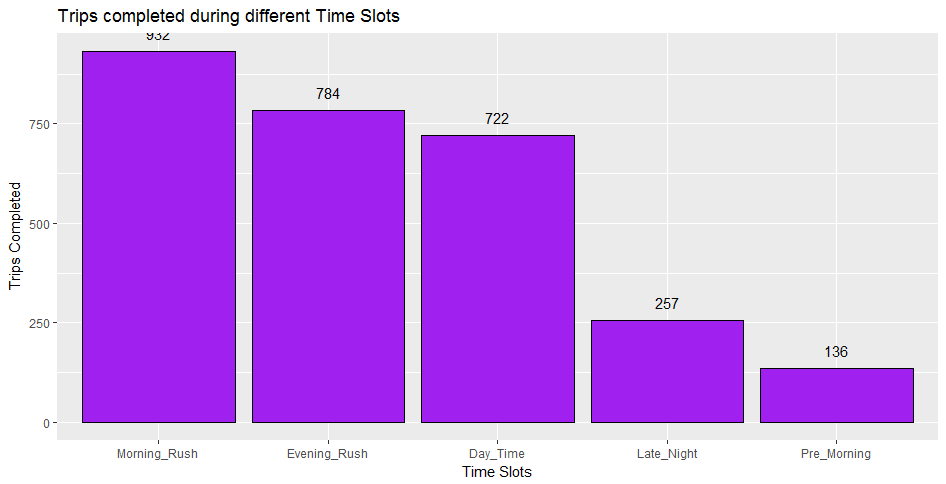 Trips completed during different Time Slots
932
784
722
257
136
Trips Completed
750
500
250
0
Morning_Rush Evening_Rush Day_Time Late_Night Pre_Morning
Time Slots